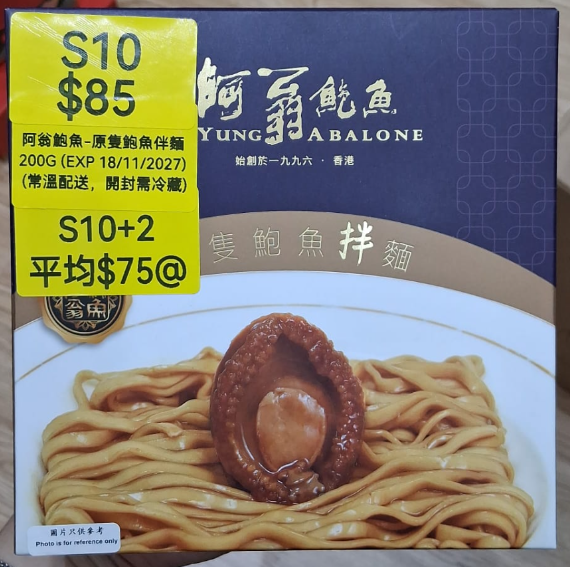 S10
$85
阿翁鮑魚-原隻鮑魚伴麵
200G (EXP 18/11/2027)
(常溫配送，開封需冷藏)
S10+2
平均$75@
阿翁鮑魚
YUNG ABALONE
始創於一九九六 · 香港
隻鮑魚拌麵
翁魚
圖片只供參考
Photo is for reference only